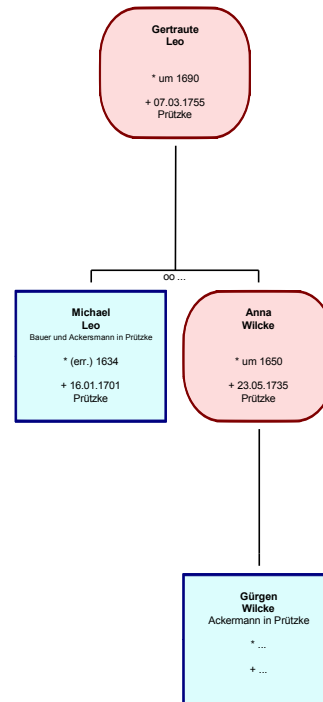 Gertraute
Leo
* um 1690
+ 07.03.1755
Prützke
oo ...
Michael
Leo
Bauer und Ackersmann in Prützke
* (err.) 1634
+ 16.01.1701
Prützke
Anna
Wilcke
* um 1650
+ 23.05.1735
Prützke
Gürgen
Wilcke
Ackermann in Prützke
* ...
+ ...